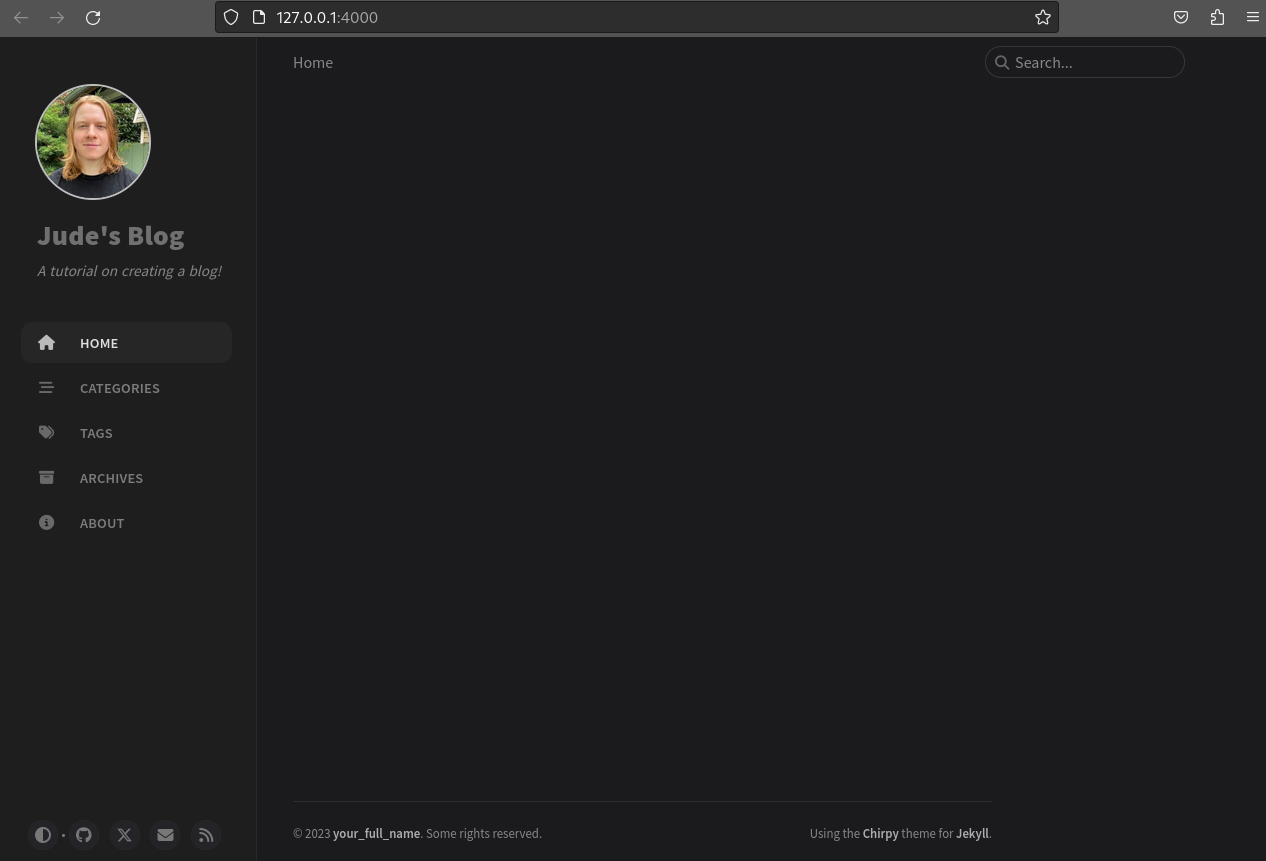 127.0.0.1:4000
Home
Search...
Jude's Blog
A tutorial on creating a blog!
HOME
CATEGORIES
TAGS
ARCHIVES
ABOUT
© 2023 your_full_name. Some rights reserved.
Using the Chirpy theme for Jekyll.